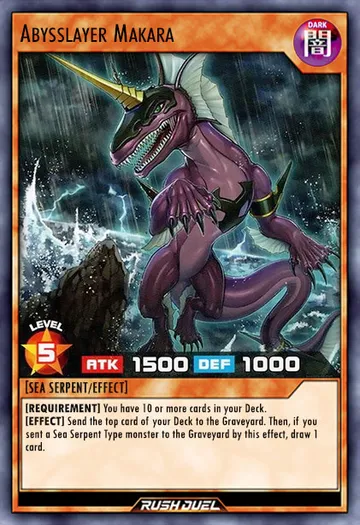 Abysslayer Makara
DARK
闇
LEVEL
5
ATK 1500 DEF 1000
[SEA SERPENT/EFFECT]
[REQUIREMENT] You have 10 or more cards in your Deck.
[EFFECT] Send the top card of your Deck to the Graveyard. Then, if you
sent a Sea Serpent Type monster to the Graveyard by this effect, draw 1
card.
RUSH DUEL